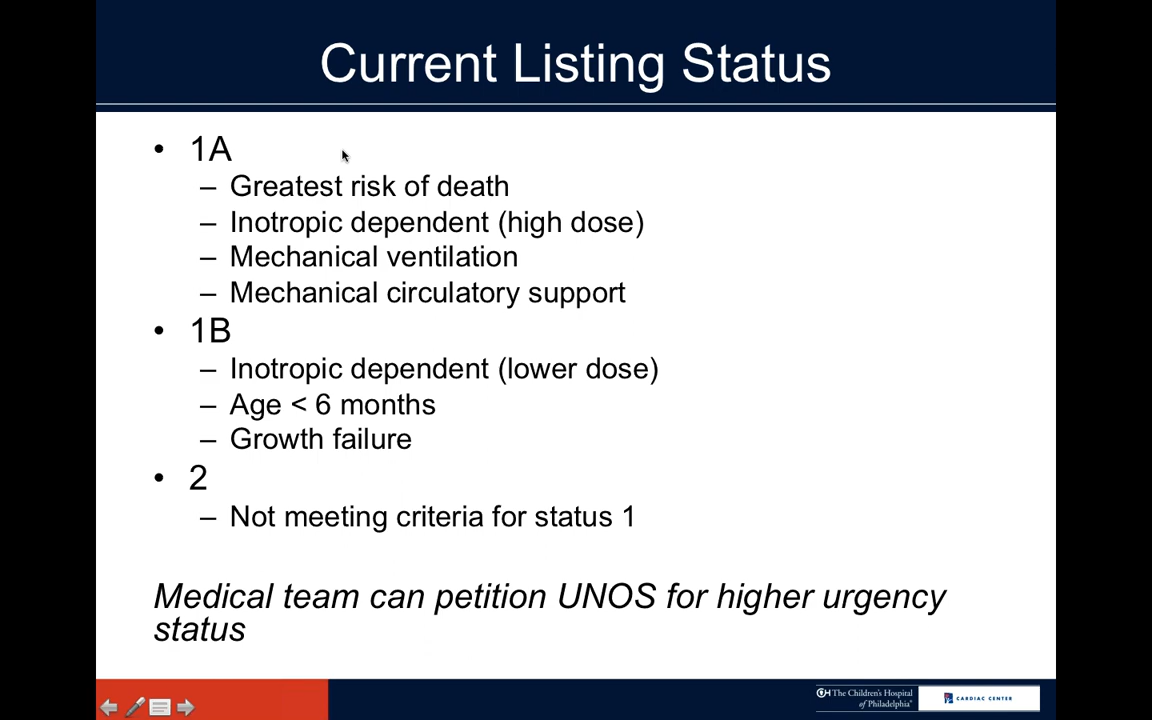 Current Listing Status
• 1A
– Greatest risk of death
– Inotropic dependent (high dose)
– Mechanical ventilation
– Mechanical circulatory support
• 1B
– Inotropic dependent (lower dose)
– Age < 6 months
– Growth failure
• 2
– Not meeting criteria for status 1
Medical team can petition UNOS for higher urgency
status
The Children's Hospital
of Philadelphia
CARDIAC CENTER